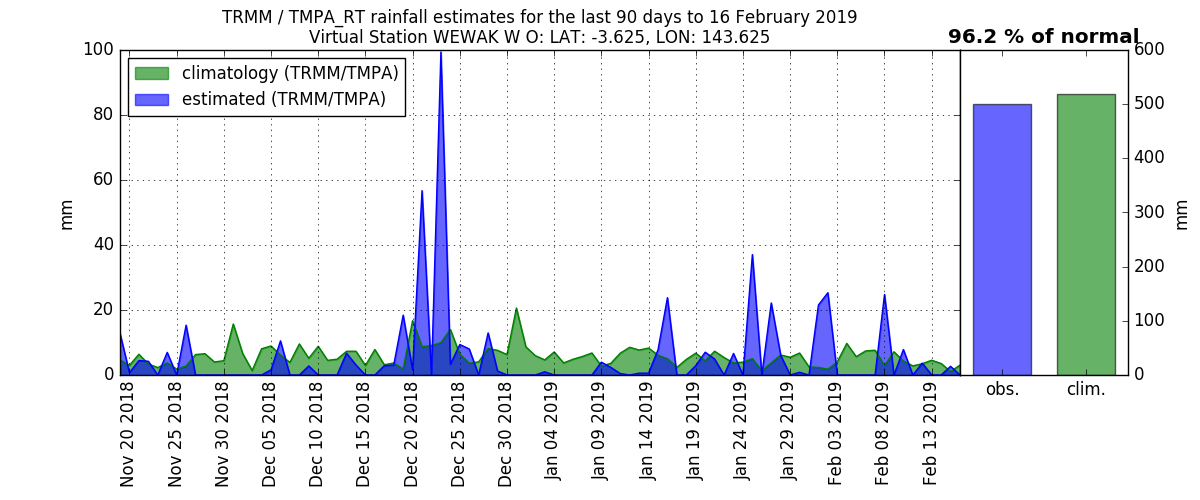 TRMM / TMPA_RT rainfall estimates for the last 90 days to 16 February 2019
Virtual Station WEWAK W O: LAT: -3.625, LON: 143.625
96.2 % of normal
climatology (TRMM/TMPA)
estimated (TRMM/TMPA)
100
80
60
40
20
0
mm
600
500
400
300
200
100
0
mm
Nov 20 2018
Nov 25 2018
Nov 30 2018
Dec 05 2018
Dec 10 2018
Dec 15 2018
Dec 20 2018
Dec 25 2018
Dec 30 2018
Jan 04 2019
Jan 09 2019
Jan 14 2019
Jan 19 2019
Jan 24 2019
Jan 29 2019
Feb 03 2019
Feb 08 2019
Feb 13 2019
obs.
clim.